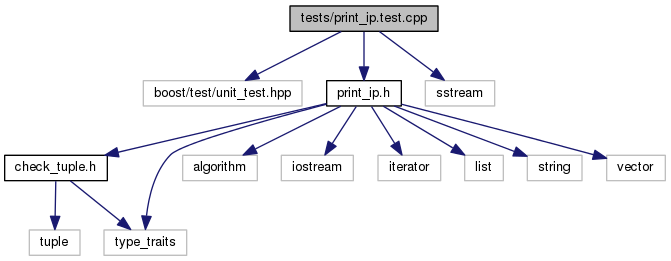 tests/print_ip.test.cpp
boost/test/unit_test.hpp
print_ip.h
sstream
check_tuple.h
algorithm
iostream
iterator
list
string
vector
tuple
type_traits